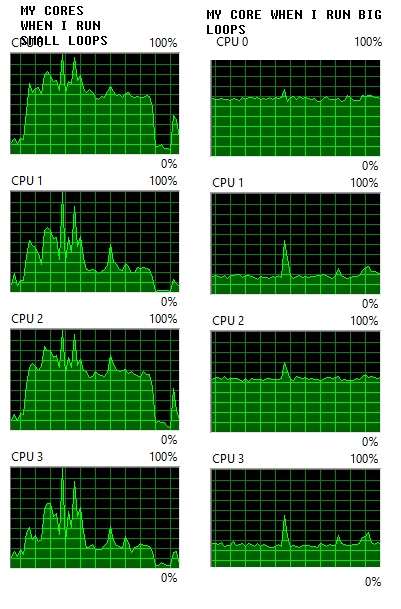 MY CORES
WHEN I RUN
SMALL LOOPS
CPU 0 100%
0%
CPU 1 100%
0%
CPU 2 100%
0%
CPU 3 100%
0%
MY CORE WHEN I RUN BIG
LOOPS
CPU 0 100%
0%
CPU 1 100%
0%
CPU 2 100%
0%
CPU 3 100%
0%